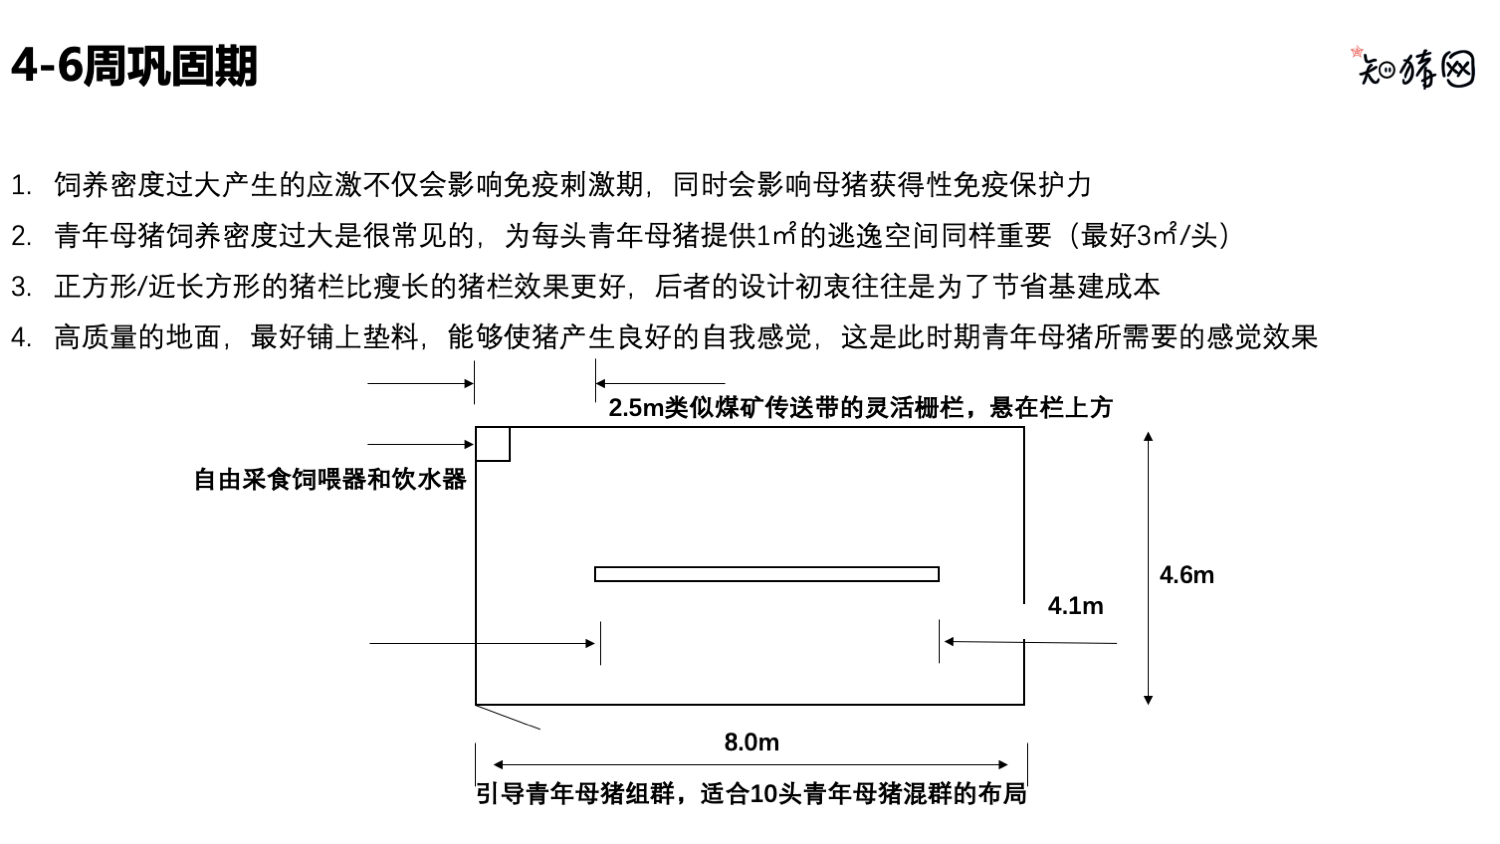 4-6周巩固期
知猪网
1. 饲养密度过大产生的应激不仅会影响免疫刺激期，同时会影响母猪获得性免疫保护力
2. 青年母猪饲养密度过大是很常见的，为每头青年母猪提供1㎡的逃逸空间同样重要（最好3㎡/头）
3. 正方形/近长方形的猪栏比瘦长的猪栏效果更好，后者的设计初衷往往是为了节省基建成本
4. 高质量的地面，最好铺上垫料，能够使猪产生良好的自我感觉，这是此时期青年母猪所需要的感觉效果
2.5m类似煤矿传送带的灵活栅栏，悬在栏上方
自由采食饲喂器和饮水器
4.6m
4.1m
8.0m
引导青年母猪组群，适合10头青年母猪混群的布局